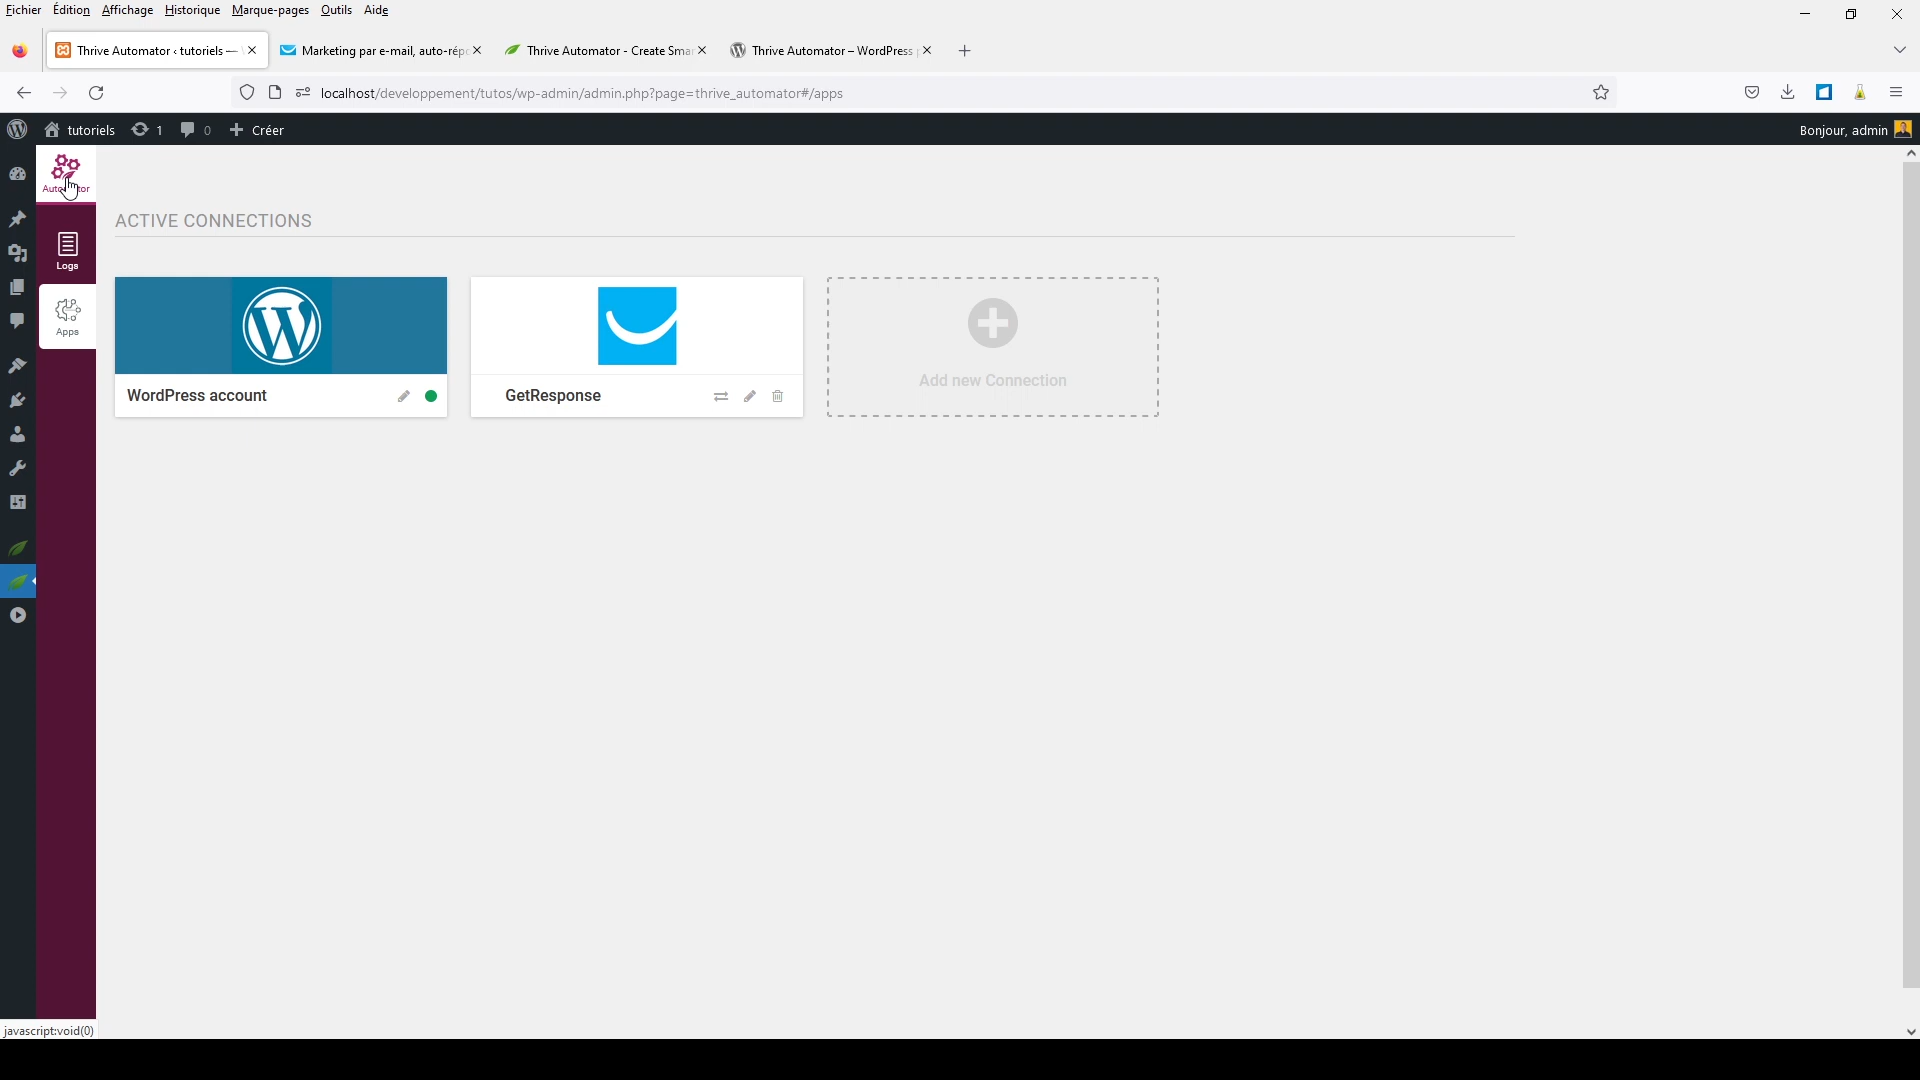 Fichier Édition Affichage Historique Marque-pages Outils Aide
Thrive Automator ‹ tutoriels — Marketing par e-mail, auto-rép Thrive Automator - Create Smar Thrive Automator – WordPress
localhost/developpement/tutos/wp-admin/admin.php?page=thrive_automator#/apps
tutoriels 1 0 Créer Bonjour, admin
ACTIVE CONNECTIONS
Logs
Apps
WordPress account GetResponse Add new Connection
javascript:void(0)